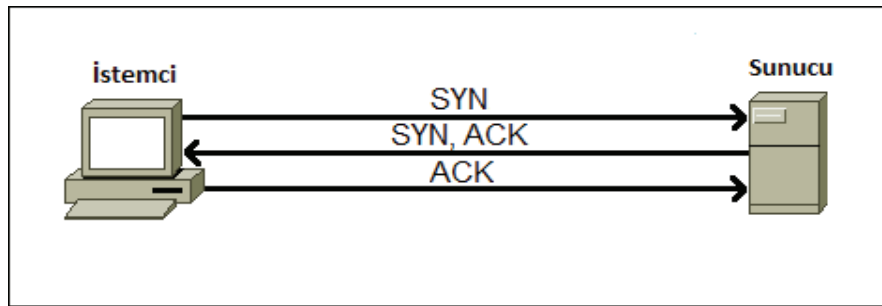 İstemci
Sunucu
SYN
SYN, ACK
ACK